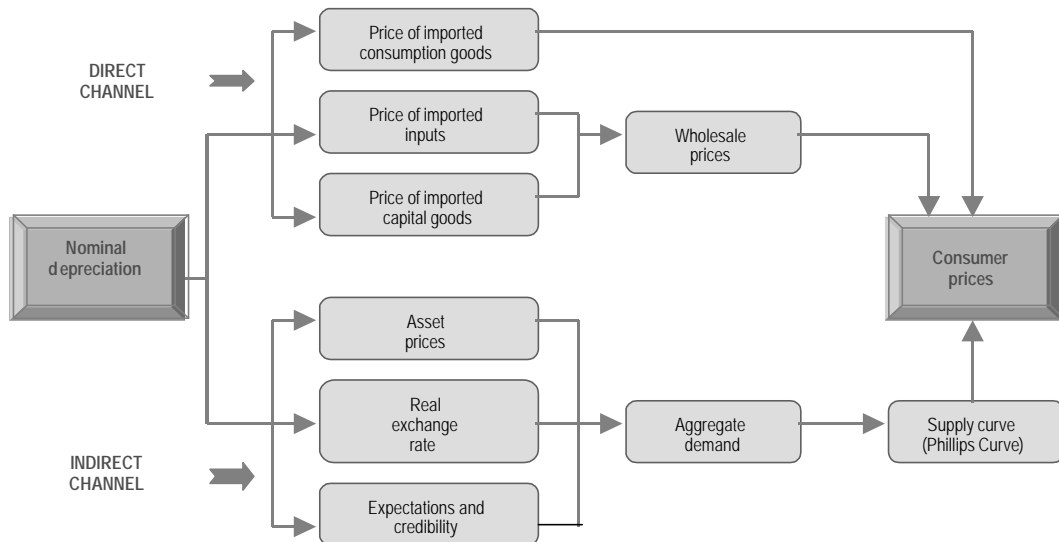 Price of imported
consumption goods
DIRECT
CHANNEL
Price of imported
inputs
Wholesale
prices
Price of imported
capital goods
Nominal
depreciation
Consumer
prices
Asset
prices
Real
exchange
rate
Aggregate
demand
Supply curve
(Phillips Curve)
INDIRECT
CHANNEL
Expectations and
credibility